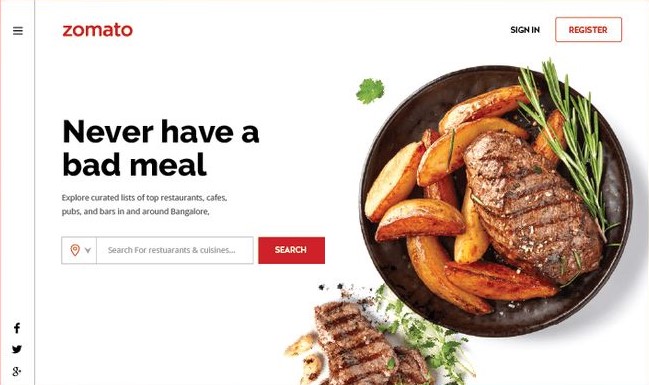 zomato
SIGN IN
REGISTER
Never have a
bad meal
Explore curated lists of top restaurants, cafes,
pubs, and bars in and around Bangalore,
Search For restuarants & cuisines...
SEARCH